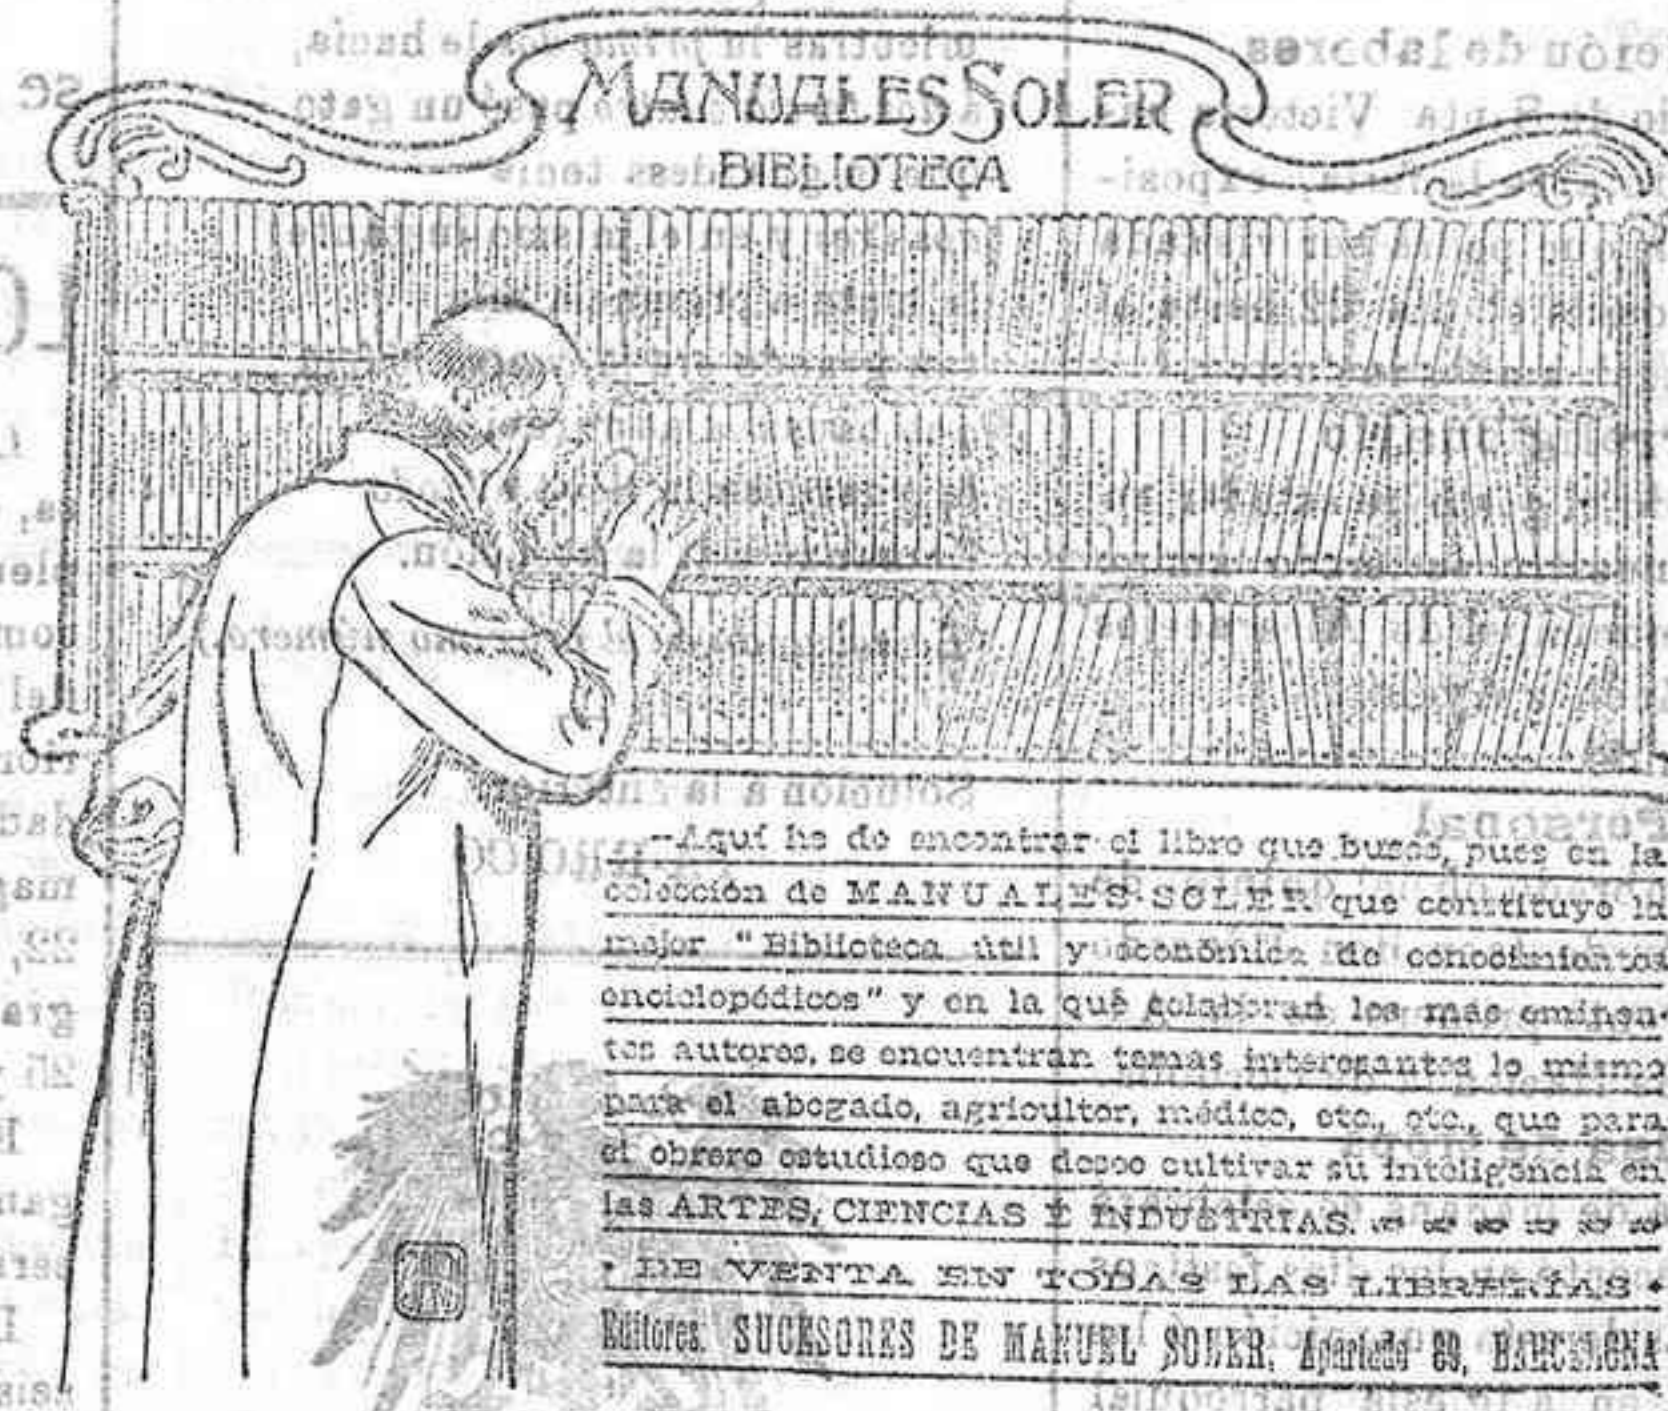 MANUALES SOLER
BIBLIOTECA
—Aquí he de encontrar el libro que busco, pues en la
colección de MANUALES-SOLER que constituye la
mejor "Biblioteca útil y económica de conocimientos
enciclopédicos" y en la que colaboran los más eminen-
tes autores, se encuentran temas interesantes lo mismo
para el abogado, agricultor, médico, etc., etc., que para
el obrero estudioso que desee cultivar su inteligencia en
las ARTES, CIENCIAS É INDUSTRIAS.
• DE VENTA EN TODAS LAS LIBRERÍAS •
Editores: SUCESORES DE MANUEL SOLER, Apartado 89, BARCELONA